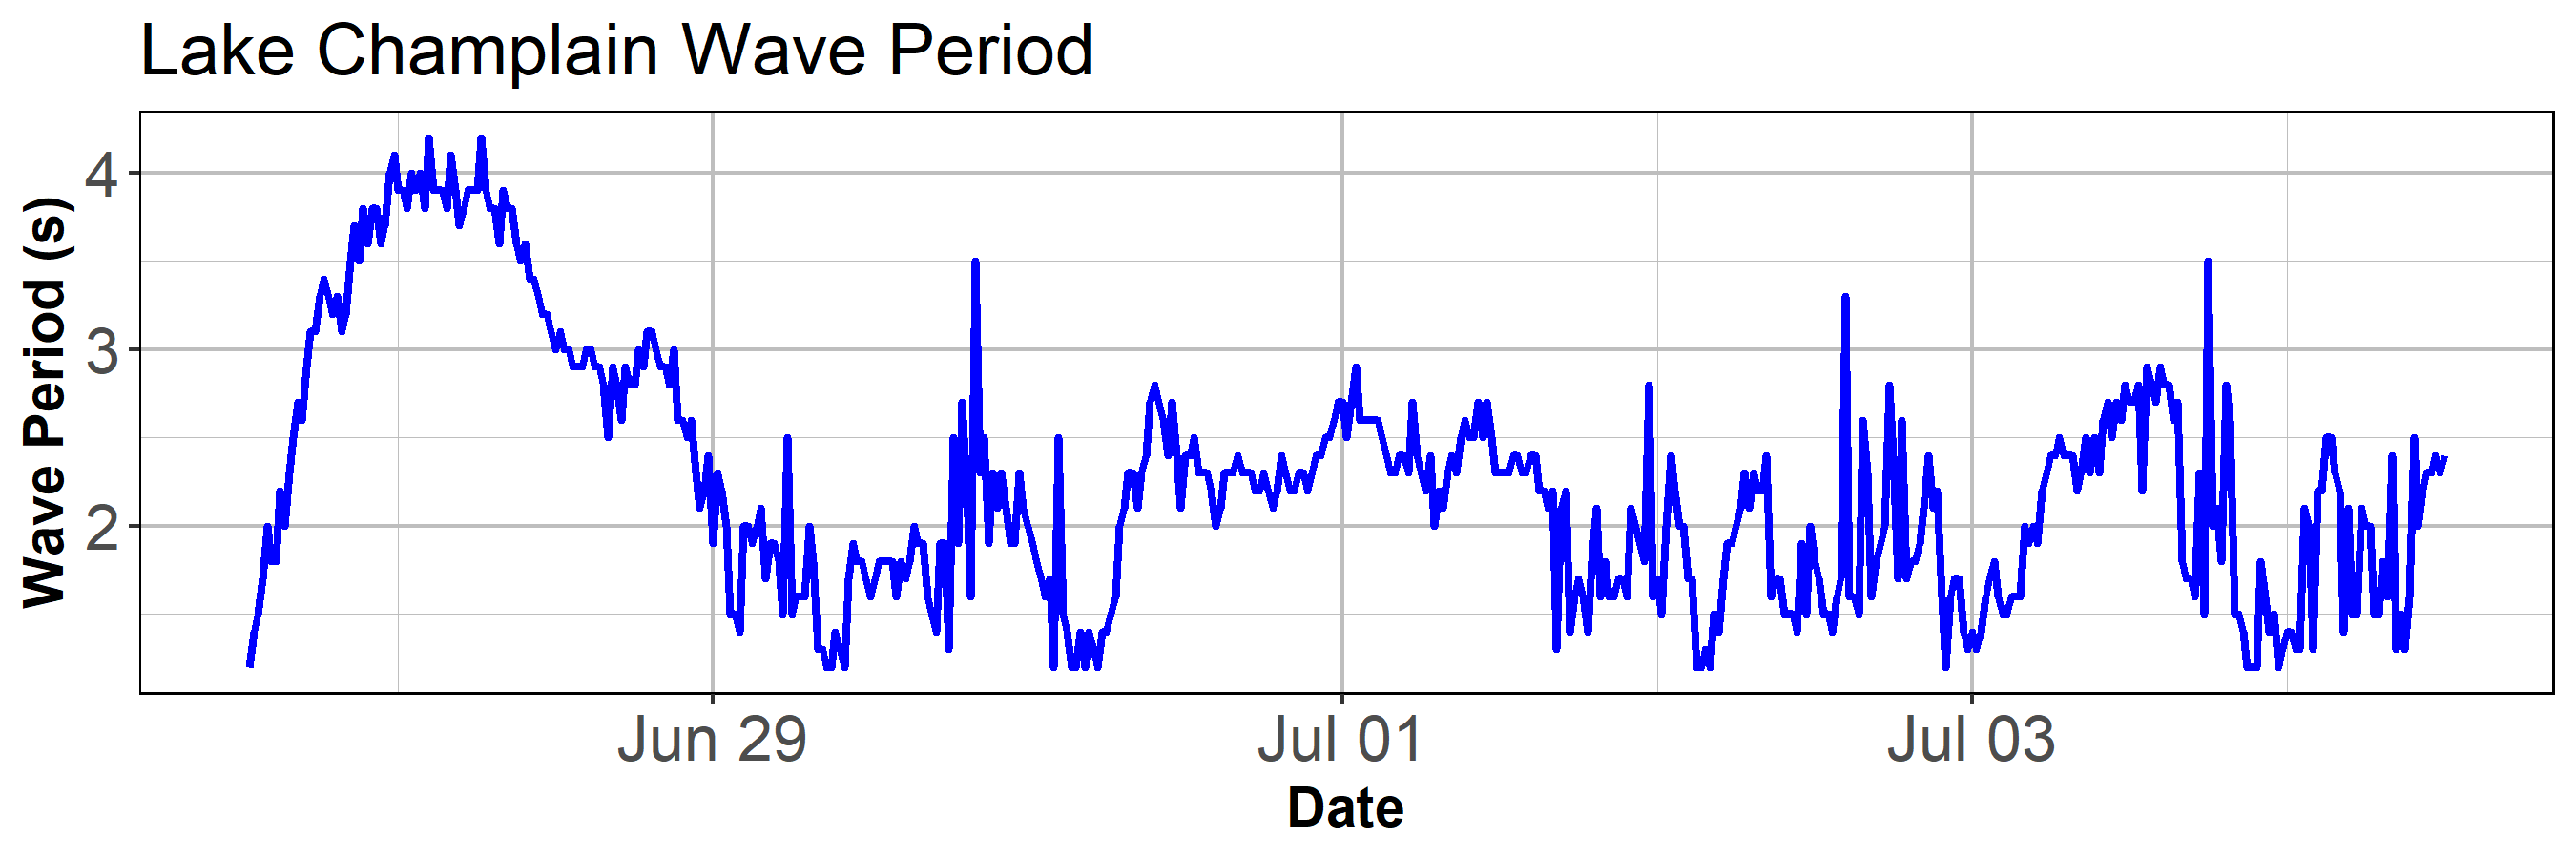 Lake Champlain Wave Period
Wave Period (s)
4
3
2
Jun 29
Jul 01
Jul 03
Date